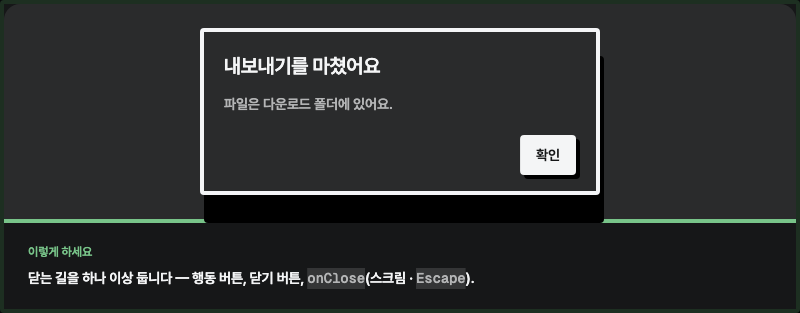 내보내기를 마쳤어요
파일은 다운로드 폴더에 있어요.
확인
이렇게 하세요
닫는 길을 하나 이상 둡니다 — 행동 버튼, 닫기 버튼, onClose(스크림 · Escape).